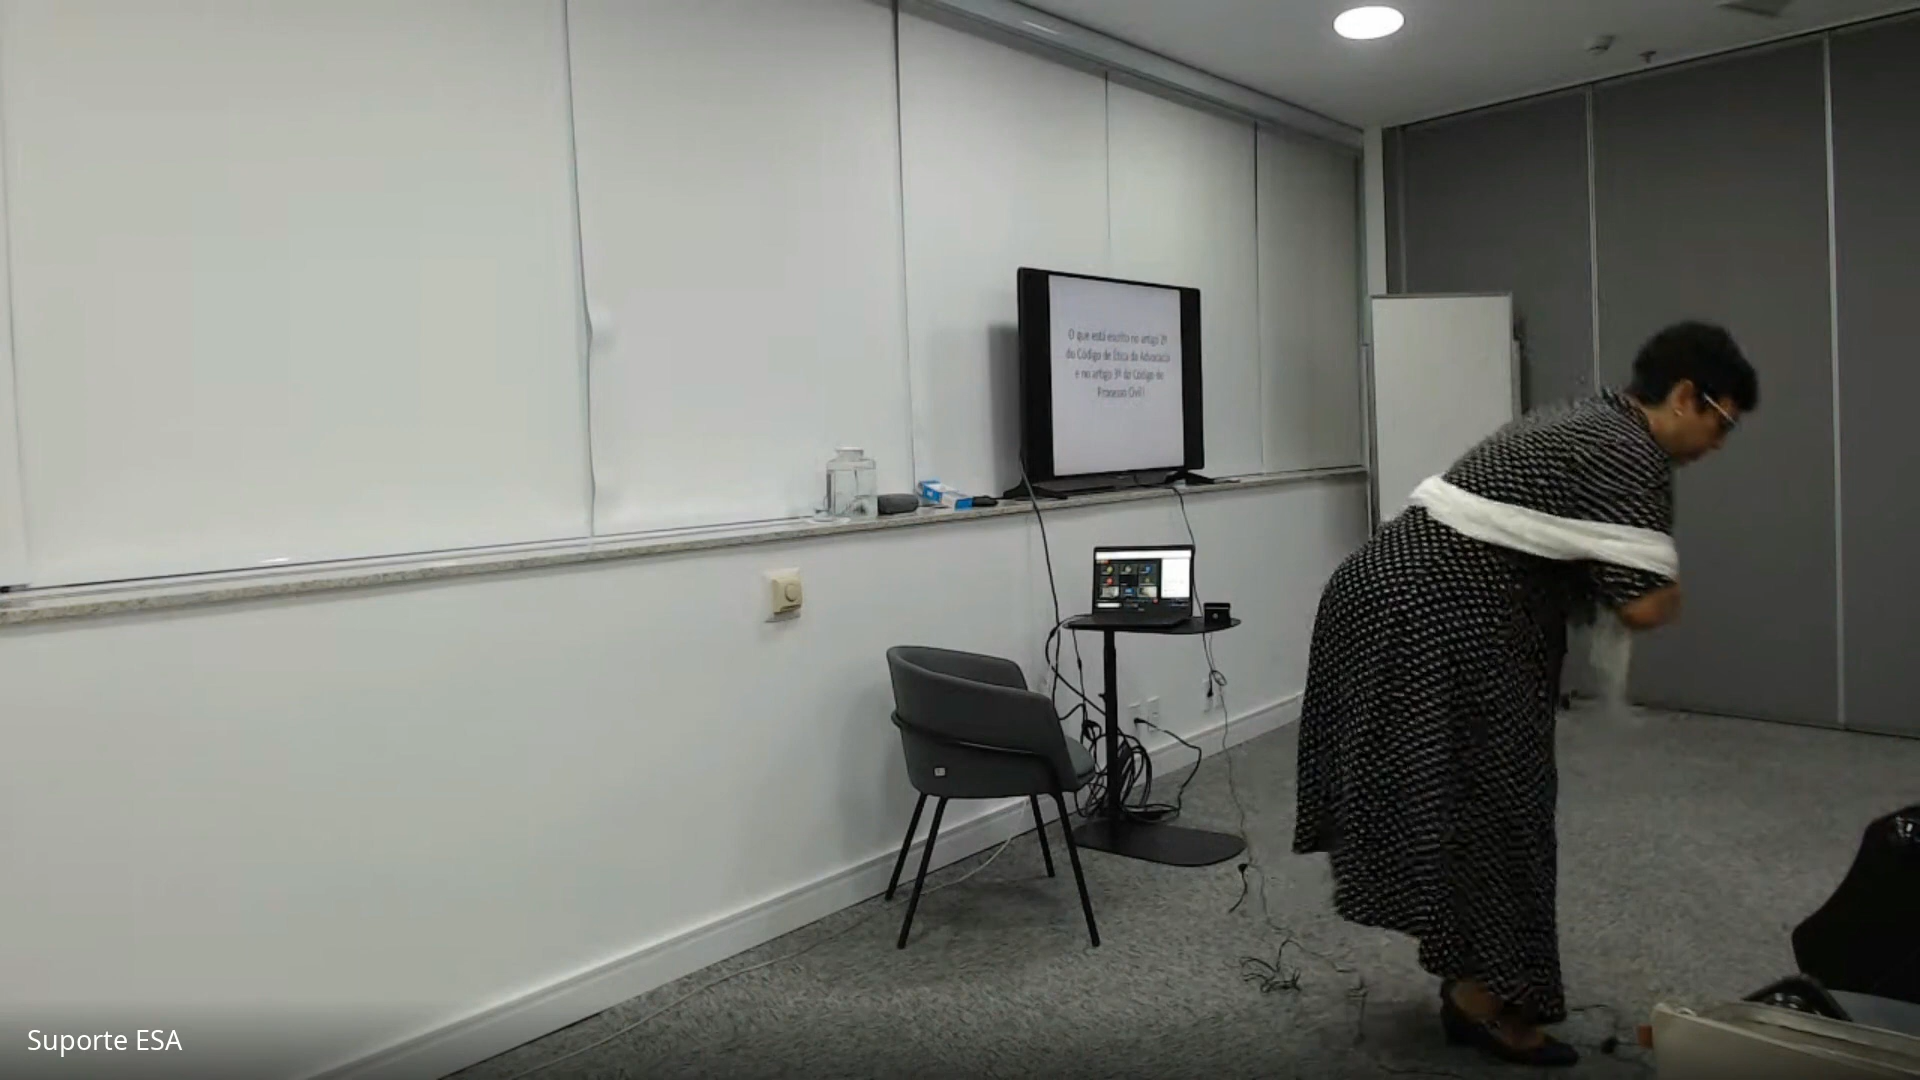 O que está escrito no artigo 2º
do Código de Ética da Advocacia
e no artigo 3º do Código de
Processo Civil?
Suporte ESA